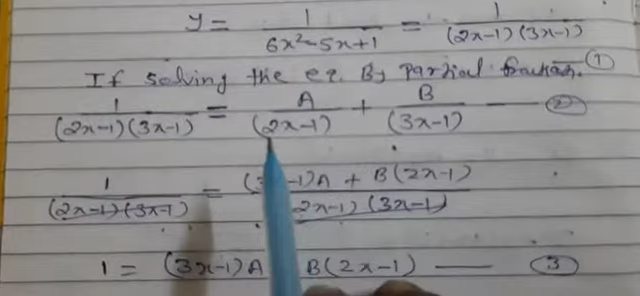 y = 1 / 6x²-5x+1 = 1 / (2x-1)(3x-1)
If solving the eq. By partial fraction. ①
1 / (2x-1)(3x-1) = A / (2x-1) + B / (3x-1) — ②
1 / (2x-1)(3x-1) = (3x-1)A + B(2x-1) / (2x-1)(3x-1)
1 = (3x-1)A B(2x-1) — ③